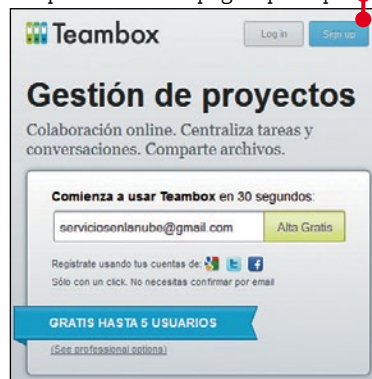 Teambox
Log in
Sign up
Gestión de proyectos
Colaboración online. Centraliza tareas y
conversaciones. Comparte archivos.
Comienza a usar Teambox en 30 segundos:
serviciosenlanube@gmail.com
Alta Gratis
Regístrate usando tus cuentas de:
Sólo con un click. No necesitas confirmar por email
GRATIS HASTA 5 USUARIOS
(See professional options)